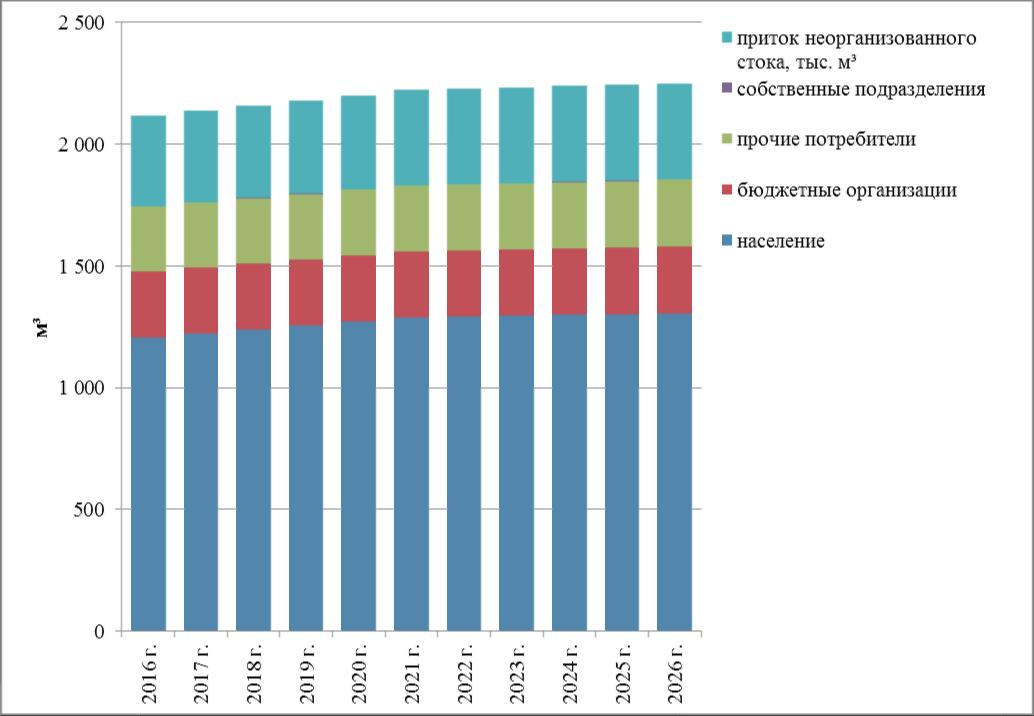 2 500
2 000
1 500
1 000
500
0
м³
2016 г.
2017 г.
2018 г.
2019 г.
2020 г.
2021 г.
2022 г.
2023 г.
2024 г.
2025 г.
2026 г.
приток неорганизованного
стока, тыс. м³
собственные подразделения
прочие потребители
бюджетные организации
население